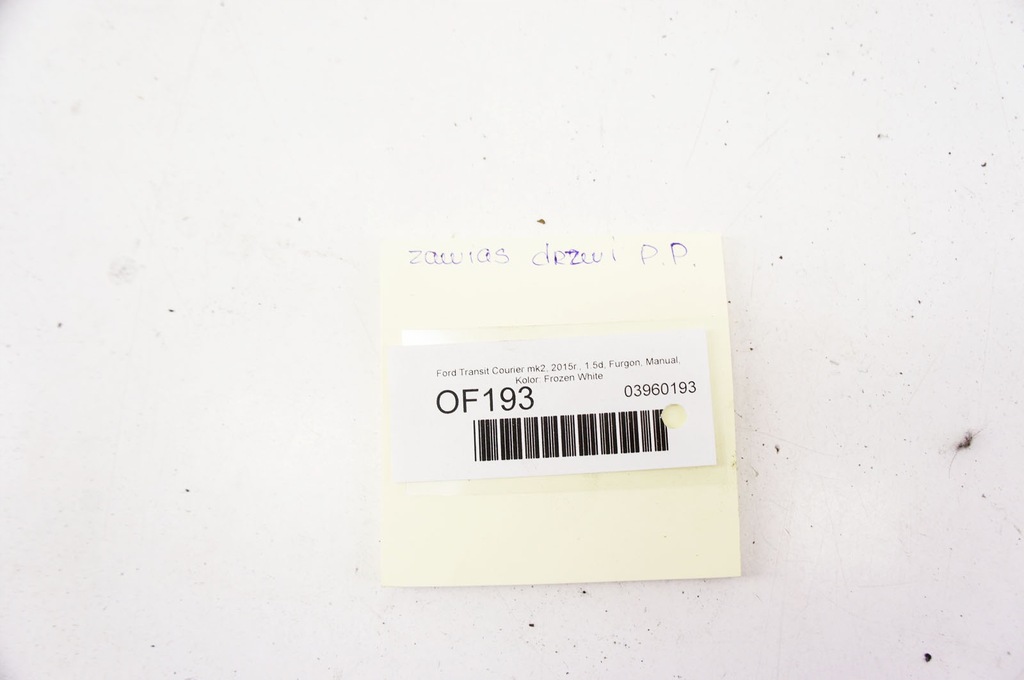 zawias drzwi P.P.
Ford Transit Courier mk2, 2015r., 1.5d, Furgon, Manual,
Kolor: Frozen White
OF193
03960193